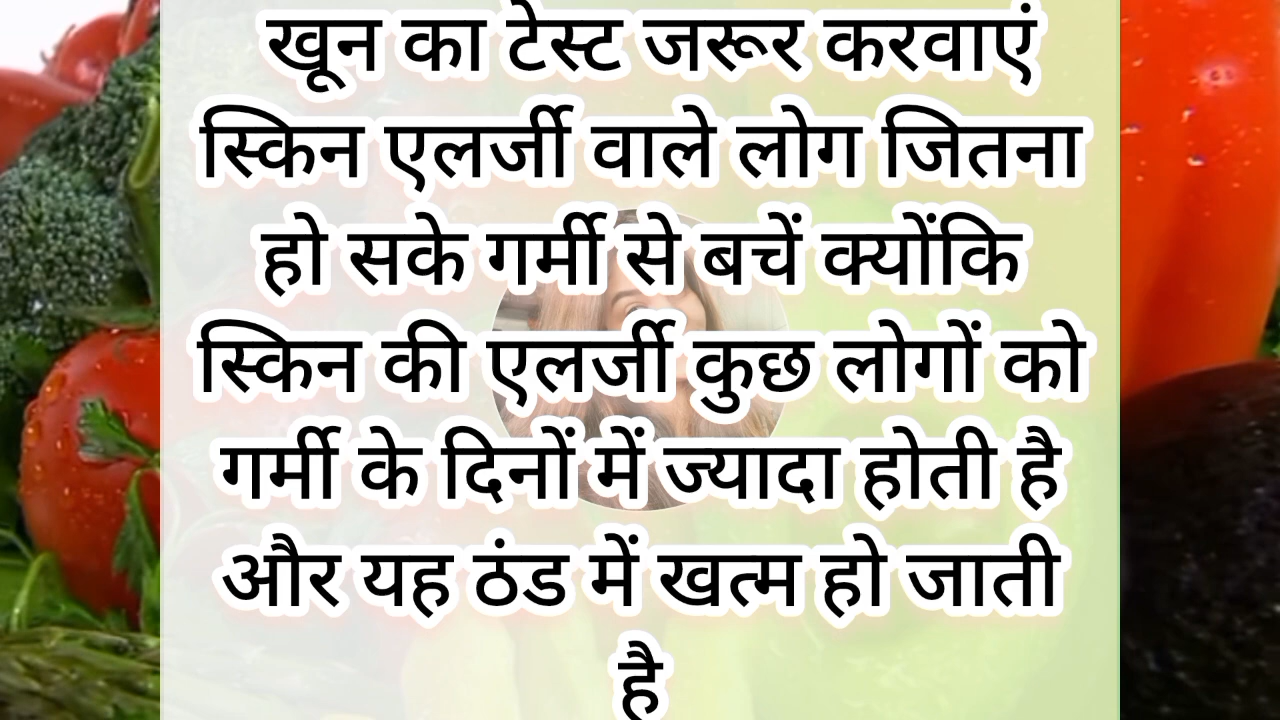 खून का टेस्ट जरूर करवाएं
स्किन एलर्जी वाले लोग जितना
हो सके गर्मी से बचें क्योंकि
स्किन की एलर्जी कुछ लोगों को
गर्मी के दिनों में ज्यादा होती है
और यह ठंड में खत्म हो जाती
है